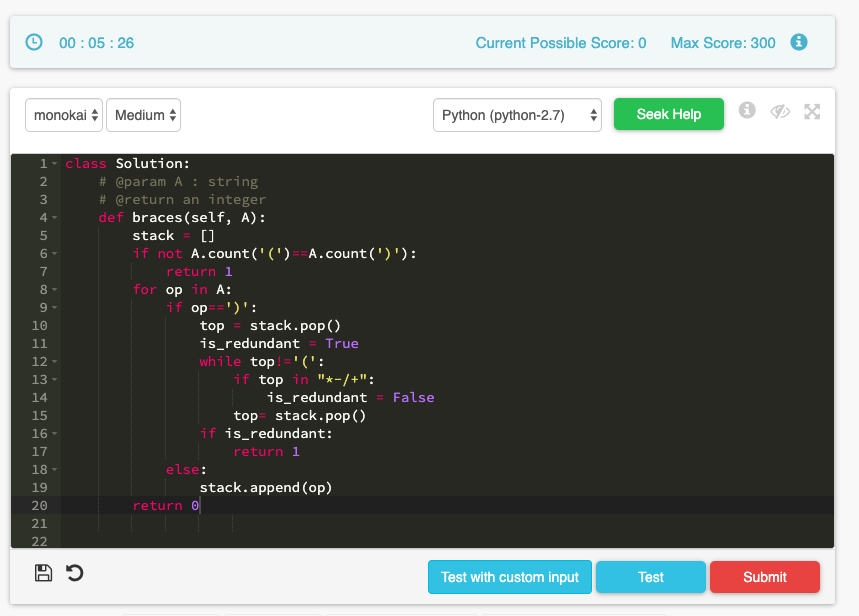 00 : 05 : 26 Current Possible Score: 0 Max Score: 300
monokai Medium Python (python-2.7) Seek Help
1 class Solution:
2     # @param A : string
3     # @return an integer
4     def braces(self, A):
5         stack = []
6         if not A.count('(')==A.count(')'):
7             return 1
8         for op in A:
9             if op==')':
10                 top = stack.pop()
11                 is_redundant = True
12                 while top!='(':
13                     if top in "*-/+":
14                         is_redundant = False
15                     top= stack.pop()
16                 if is_redundant:
17                     return 1
18             else:
19                 stack.append(op)
20         return 0
21
22
Test with custom input Test Submit